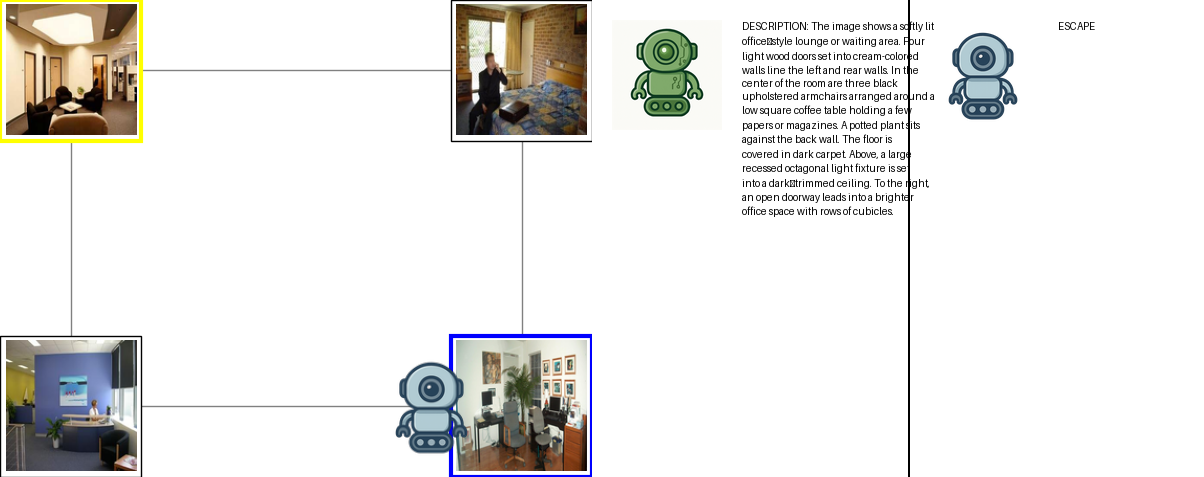 DESCRIPTION: The image shows a softly lit
office▯style lounge or waiting area. Four
light wood doors set into cream-colored
walls line the left and rear walls. In the
center of the room are three black
upholstered armchairs arranged around a
low square coffee table holding a few
papers or magazines. A potted plant sits
against the back wall. The floor is
covered in dark carpet. Above, a large
recessed octagonal light fixture is set
into a dark▯trimmed ceiling. To the right,
an open doorway leads into a brighter
office space with rows of cubicles.
ESCAPE